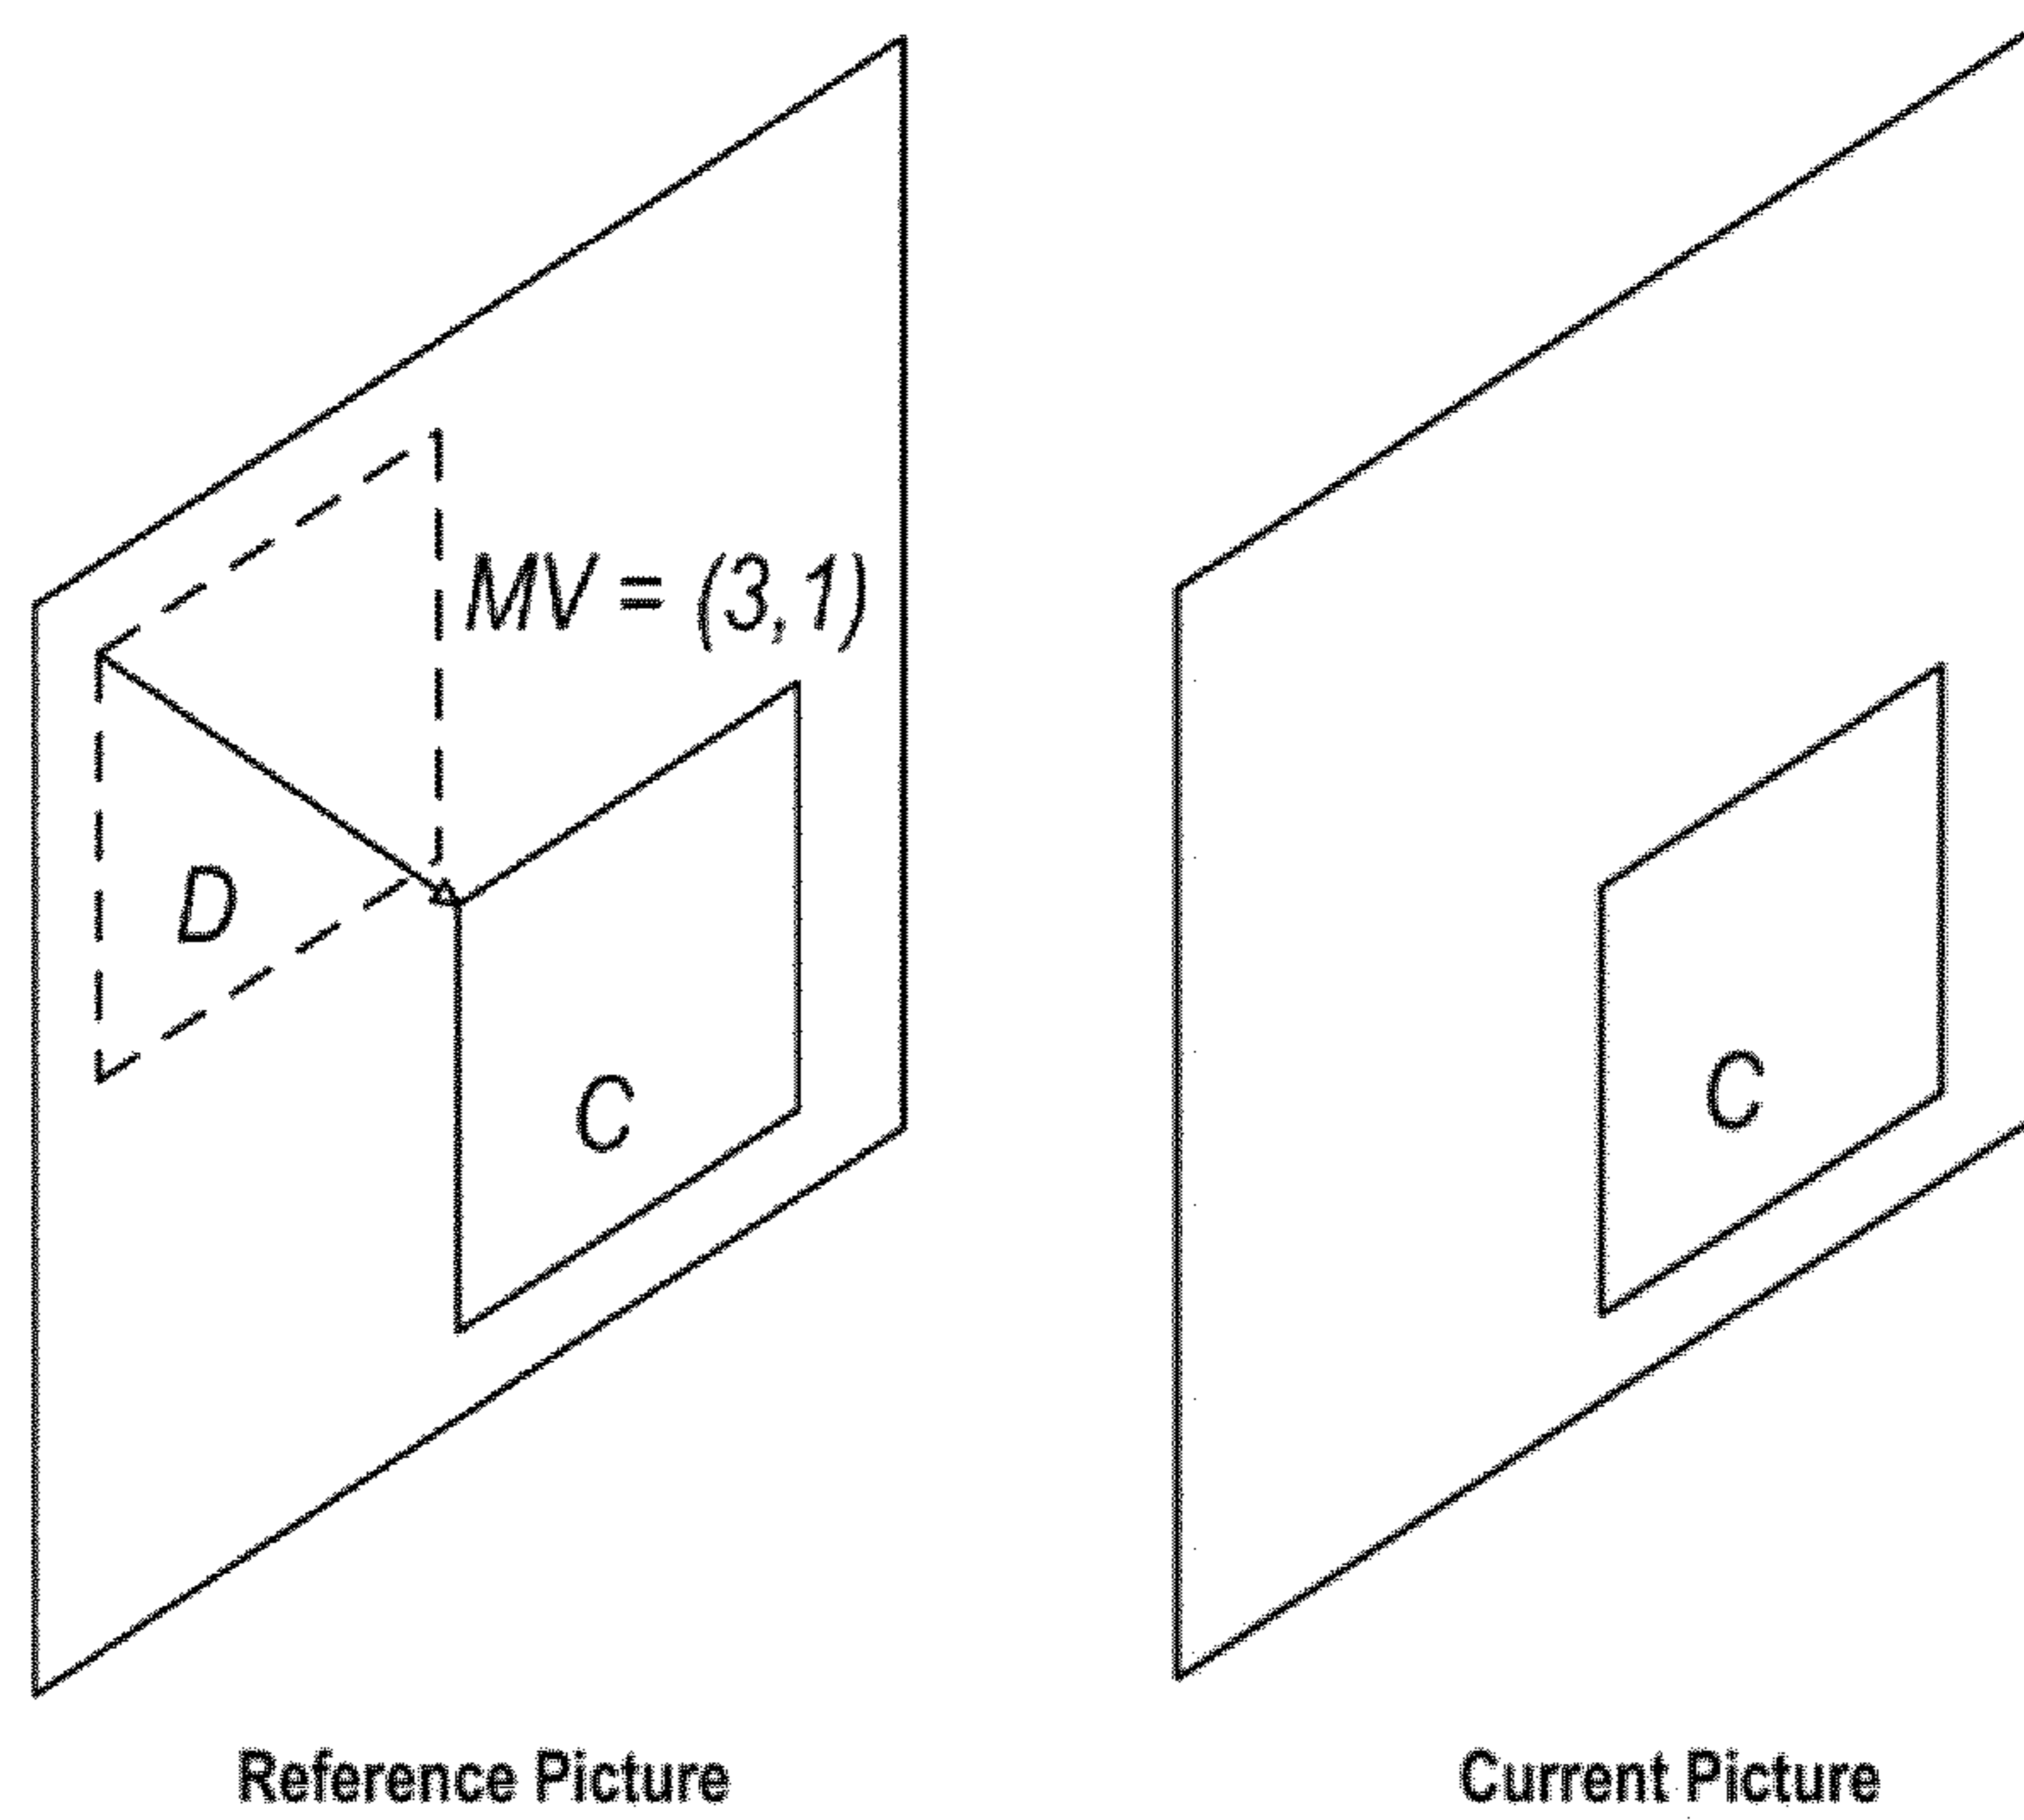 MV = (3,1)
D
C
C
Reference Picture
Current Picture